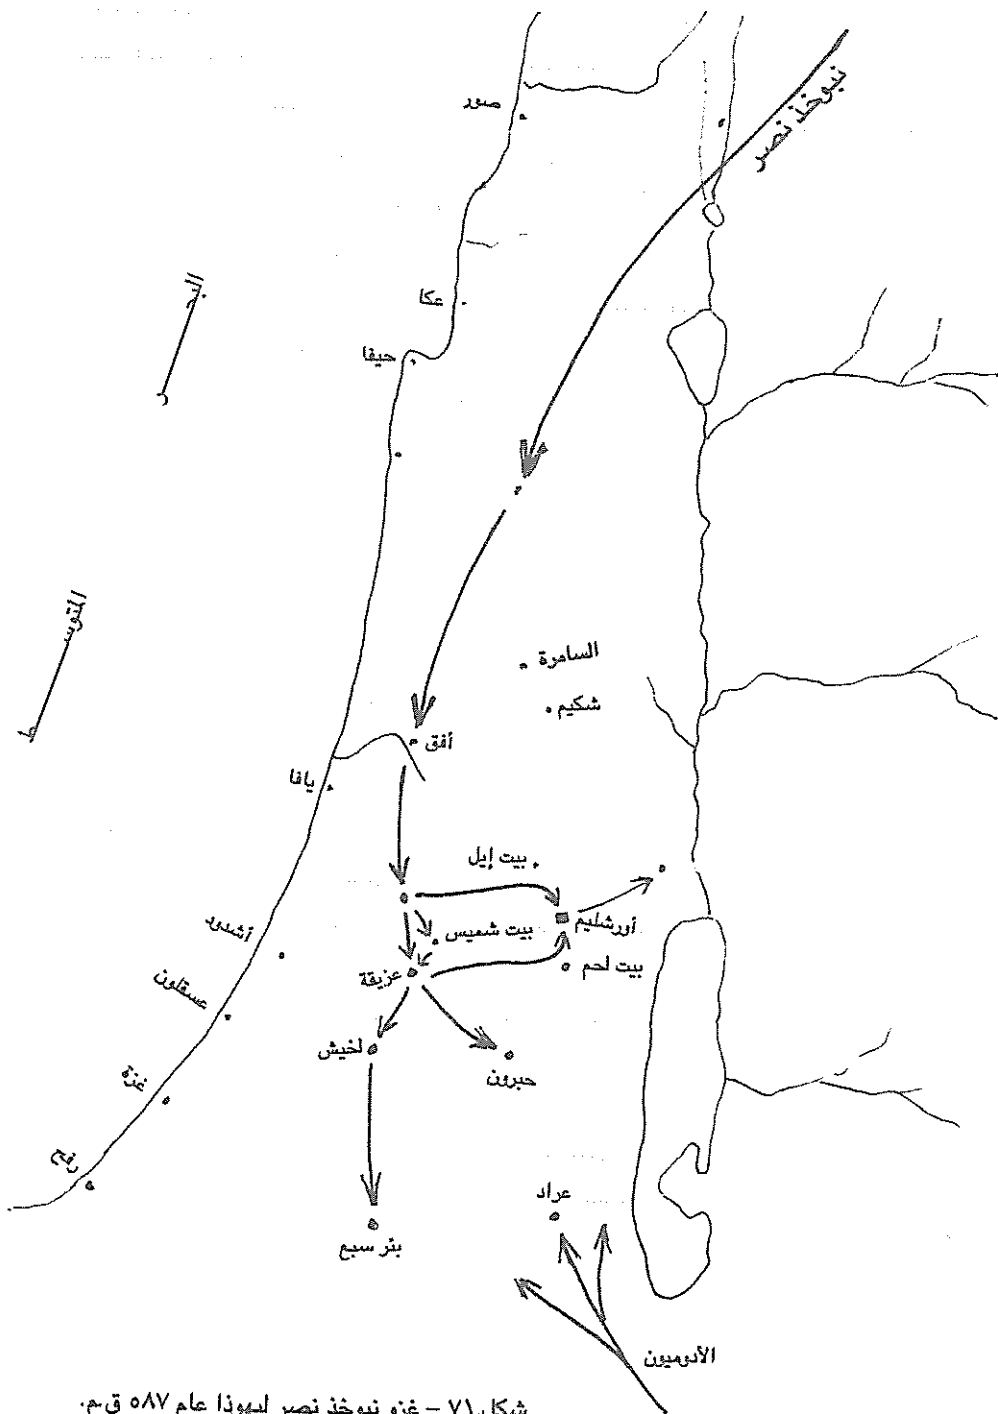 نبوخذ نصر
صور
عكا
حيفا
البحر
المتوسط
السامرة
شكيم
أفق
يافا
بيت إيل
أورشليم
بيت شميس
بيت لحم
عزيقة
أشدود
عسقلون
لخيش
حبرون
غزة
رفح
عراد
بئر سبع
الأدوميون
شكل ٧١ – غزو نبوخذ نصر ليهوذا عام ٥٨٧ ق.م.